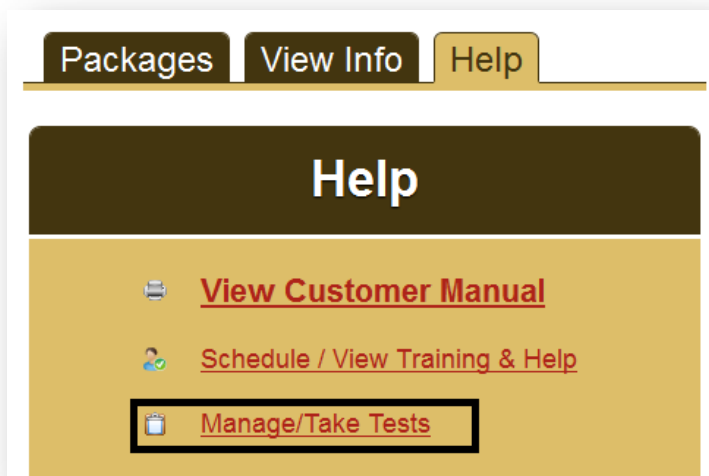 Packages View Info Help
Help
View Customer Manual
Schedule / View Training & Help
Manage/Take Tests